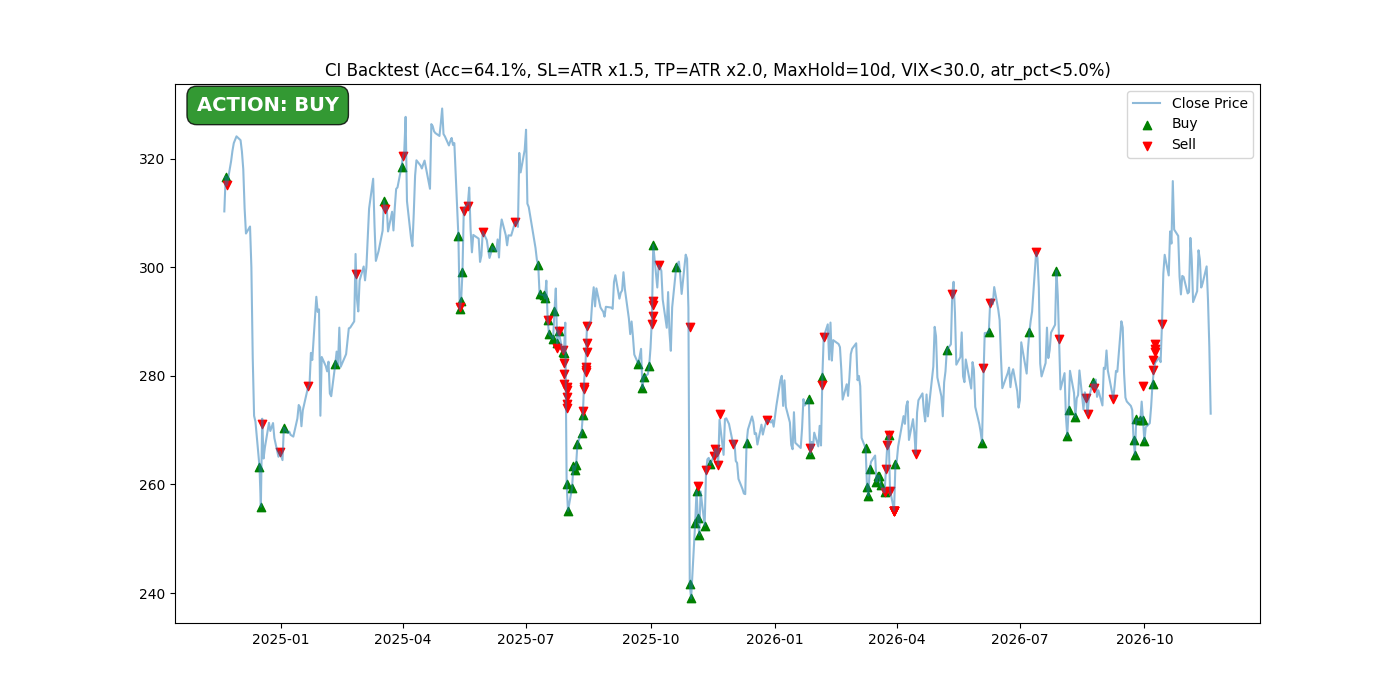 CI Backtest (Acc=64.1%, SL=ATR x1.5, TP=ATR x2.0, MaxHold=10d, VIX<30.0, atr_pct<5.0%)
ACTION: BUY
Close Price
Buy
Sell
320
300
280
260
240
2025-01
2025-04
2025-07
2025-10
2026-01
2026-04
2026-07
2026-10